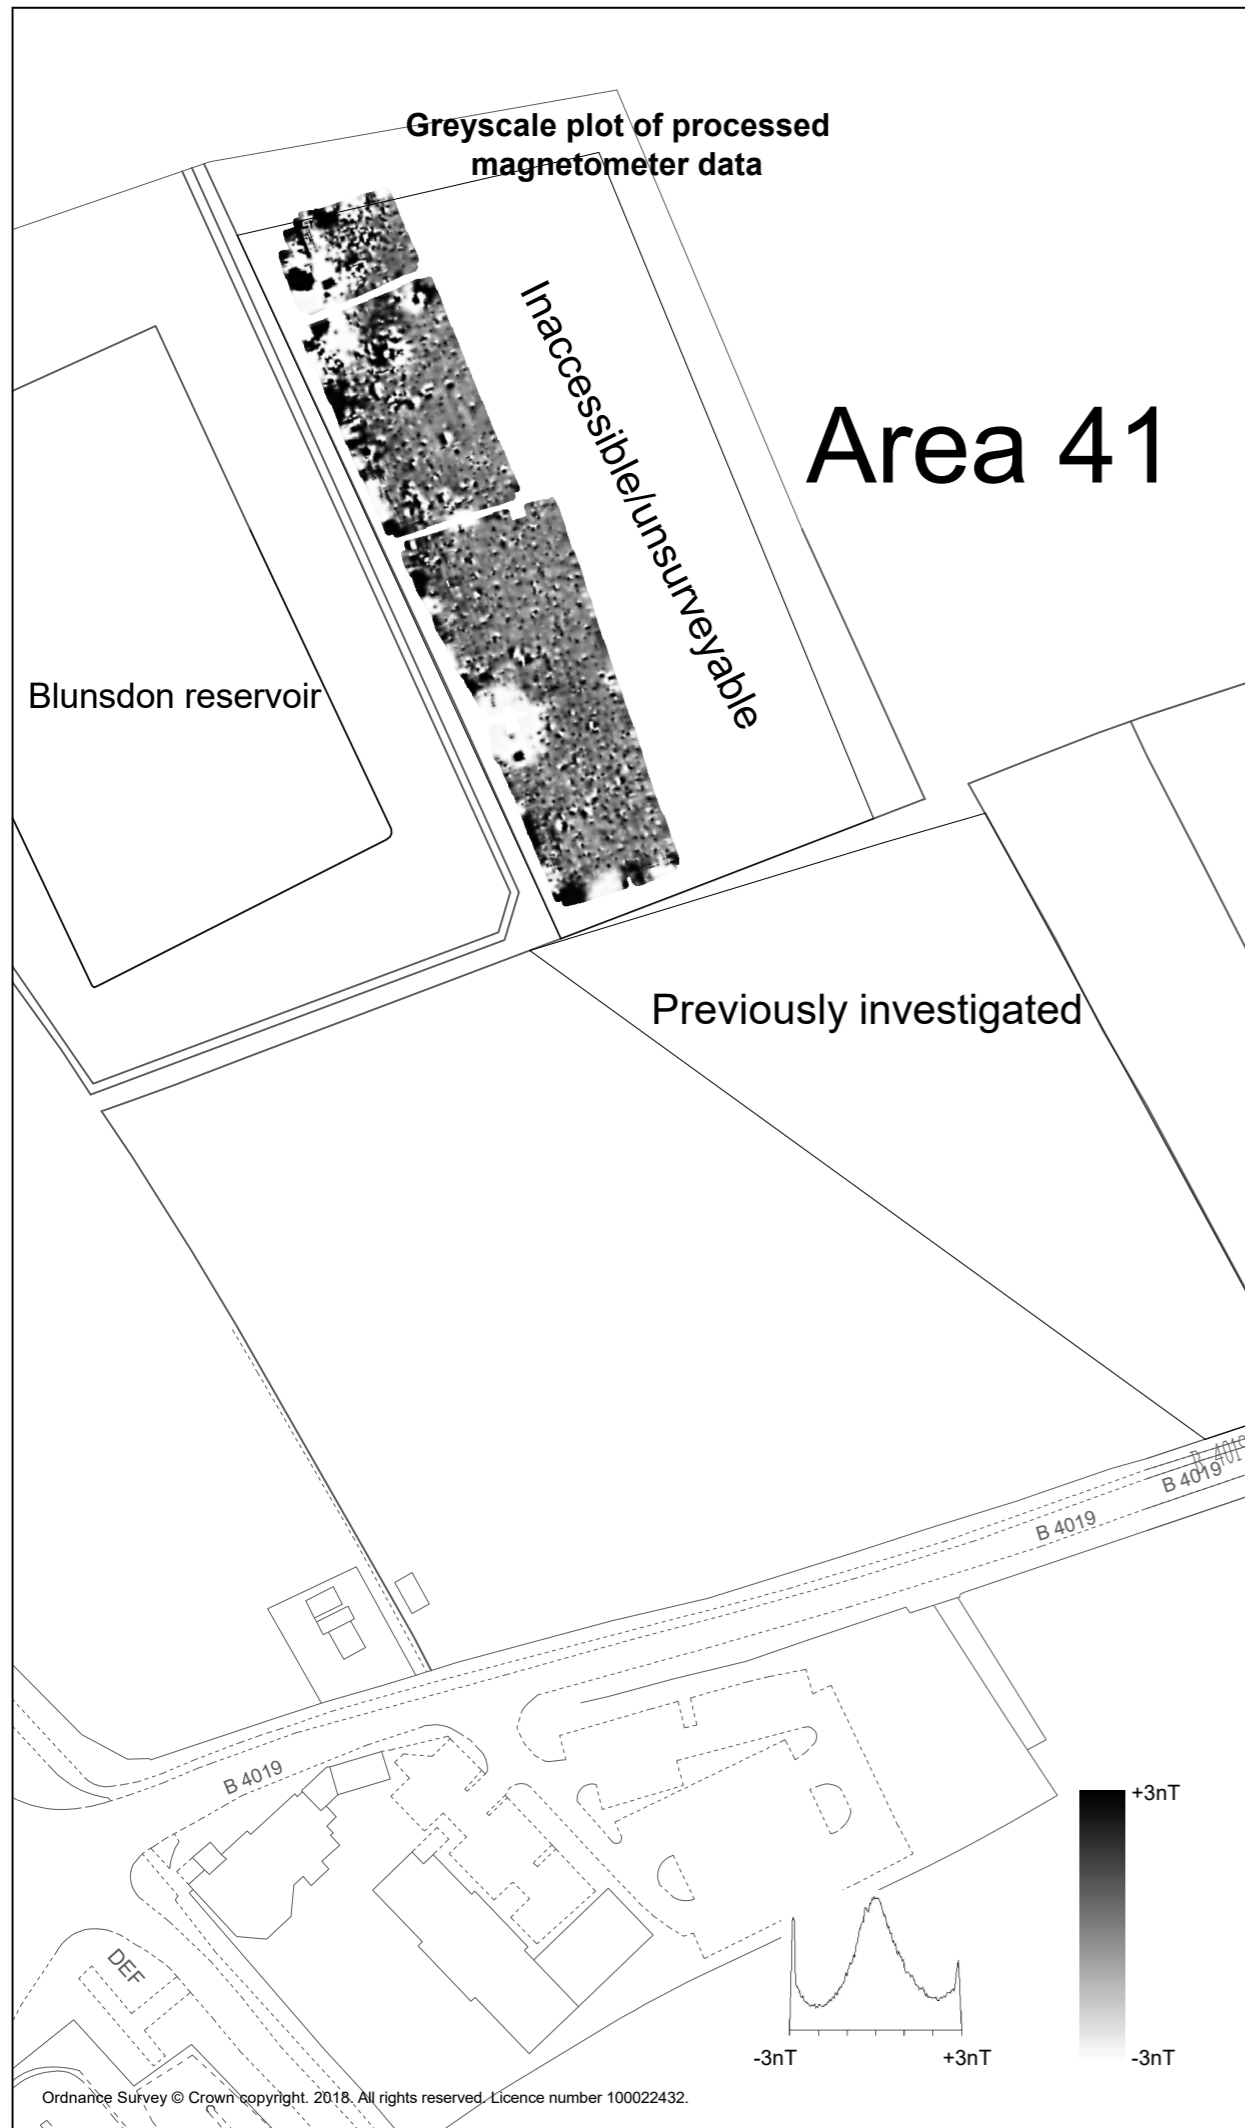 Greyscale plot of processed
magnetometer data
Inaccessible/unsurveyable
Area 41
Blunsdon reservoir
Previously investigated
B 4019
B 4019
B 4019
+3nT
DEF
-3nT
+3nT
-3nT
Ordnance Survey © Crown copyright. 2018. All rights reserved. Licence number 100022432.